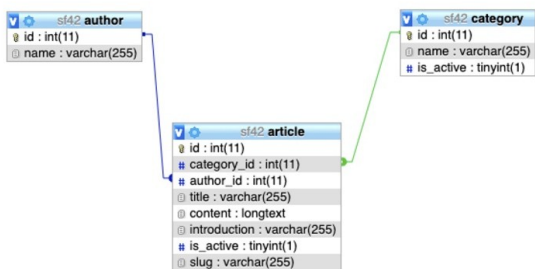 sf42 author
id : int(11)
name : varchar(255)
sf42 category
id : int(11)
name : varchar(255)
is_active : tinyint(1)
sf42 article
id : int(11)
category_id : int(11)
author_id : int(11)
title : varchar(255)
content : longtext
introduction : varchar(255)
is_active : tinyint(1)
slug : varchar(255)